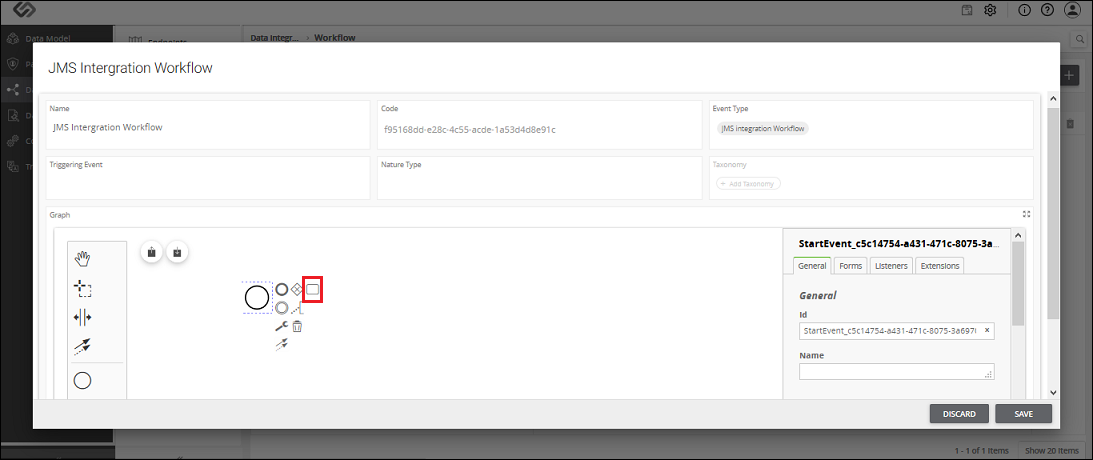 Data Model
Endpoints
Data Integr... › Workflow
JMS Intergration Workflow
Name
JMS Intergration Workflow
Code
f95168dd-e28c-4c55-acde-1a53d4d8e91c
Event Type
JMS integration Workflow
Triggering Event
Nature Type
Taxonomy
+ Add Taxonomy
Graph
StartEvent_c5c14754-a431-471c-8075-3a...
General Forms Listeners Extensions
General
Id
StartEvent_c5c14754-a431-471c-8075-3a697 ×
Name
DISCARD SAVE
1 - 1 of 1 Items Show 20 Items